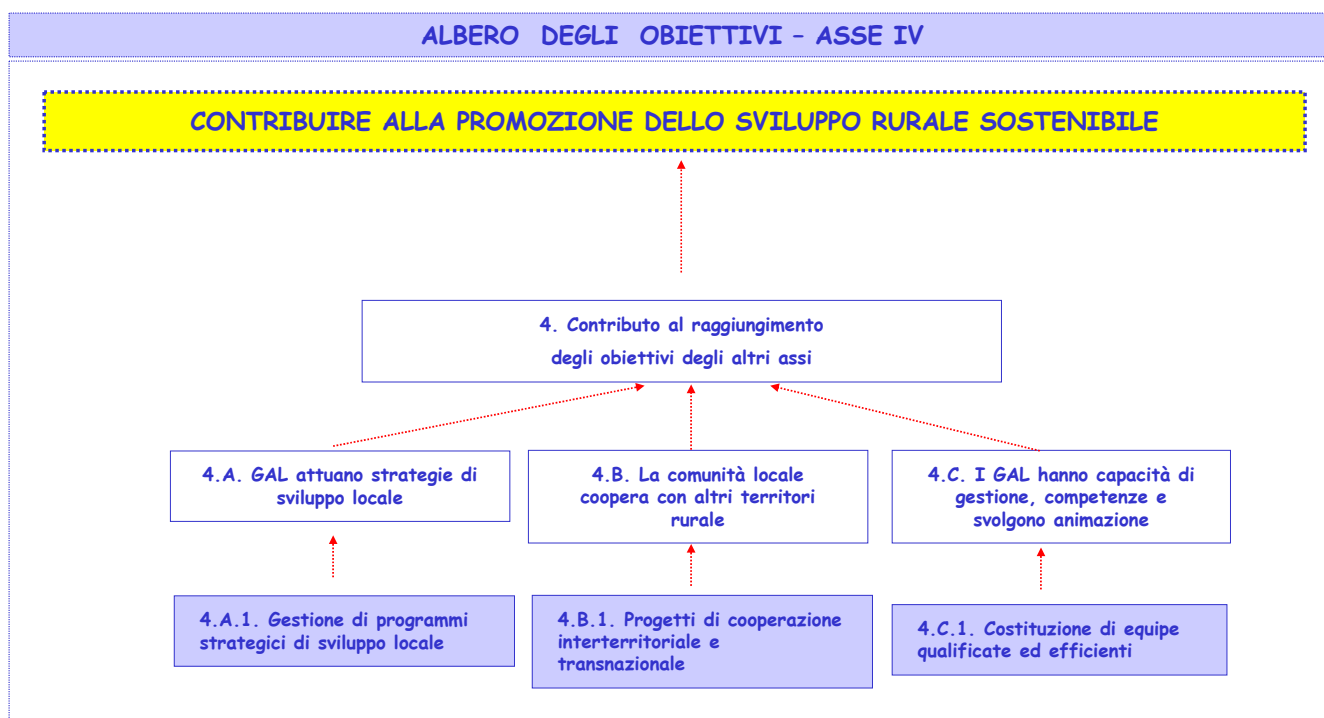 ALBERO DEGLI OBIETTIVI – ASSE IV
CONTRIBUIRE ALLA PROMOZIONE DELLO SVILUPPO RURALE SOSTENIBILE
4. Contributo al raggiungimento
degli obiettivi degli altri assi
4.A. GAL attuano strategie di
sviluppo locale
4.B. La comunità locale
coopera con altri territori
rurale
4.C. I GAL hanno capacità di
gestione, competenze e
svolgono animazione
4.A.1. Gestione di programmi
strategici di sviluppo locale
4.B.1. Progetti di cooperazione
interterritoriale e
transnazionale
4.C.1. Costituzione di equipe
qualificate ed efficienti